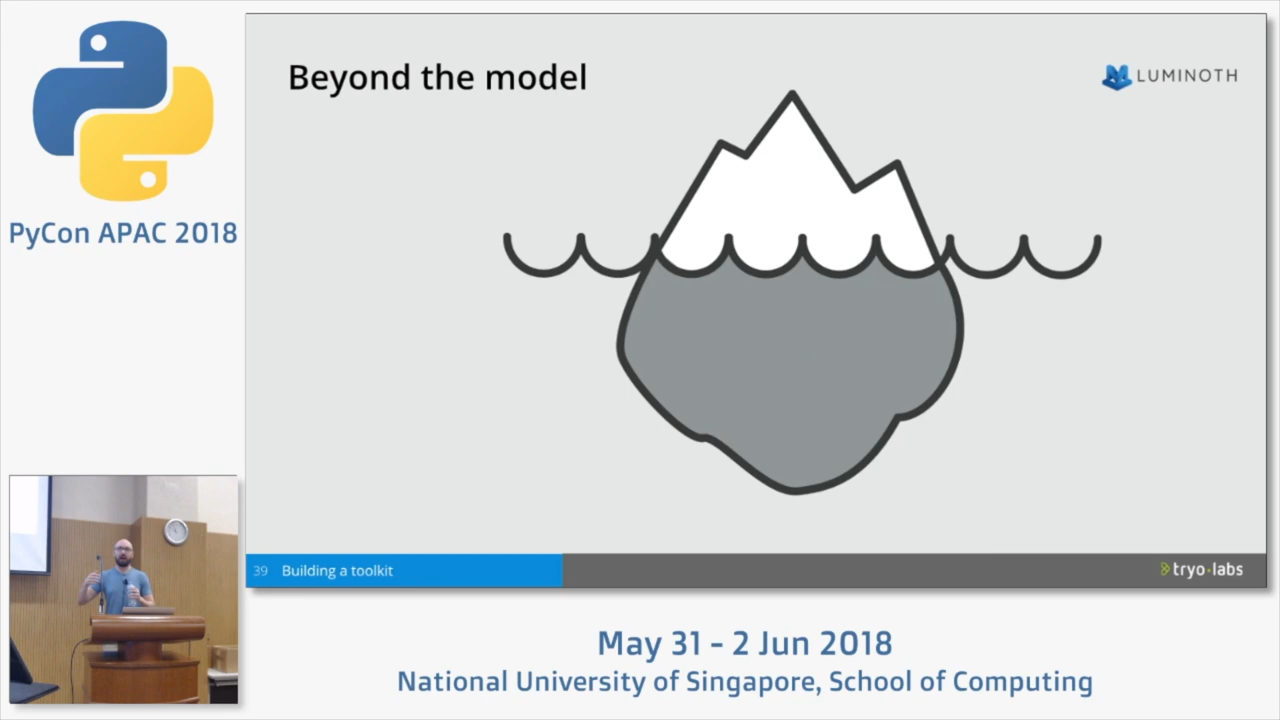 PyCon APAC 2018
Beyond the model
LUMINOTH
39 Building a toolkit
tryo·labs
May 31 - 2 Jun 2018
National University of Singapore, School of Computing